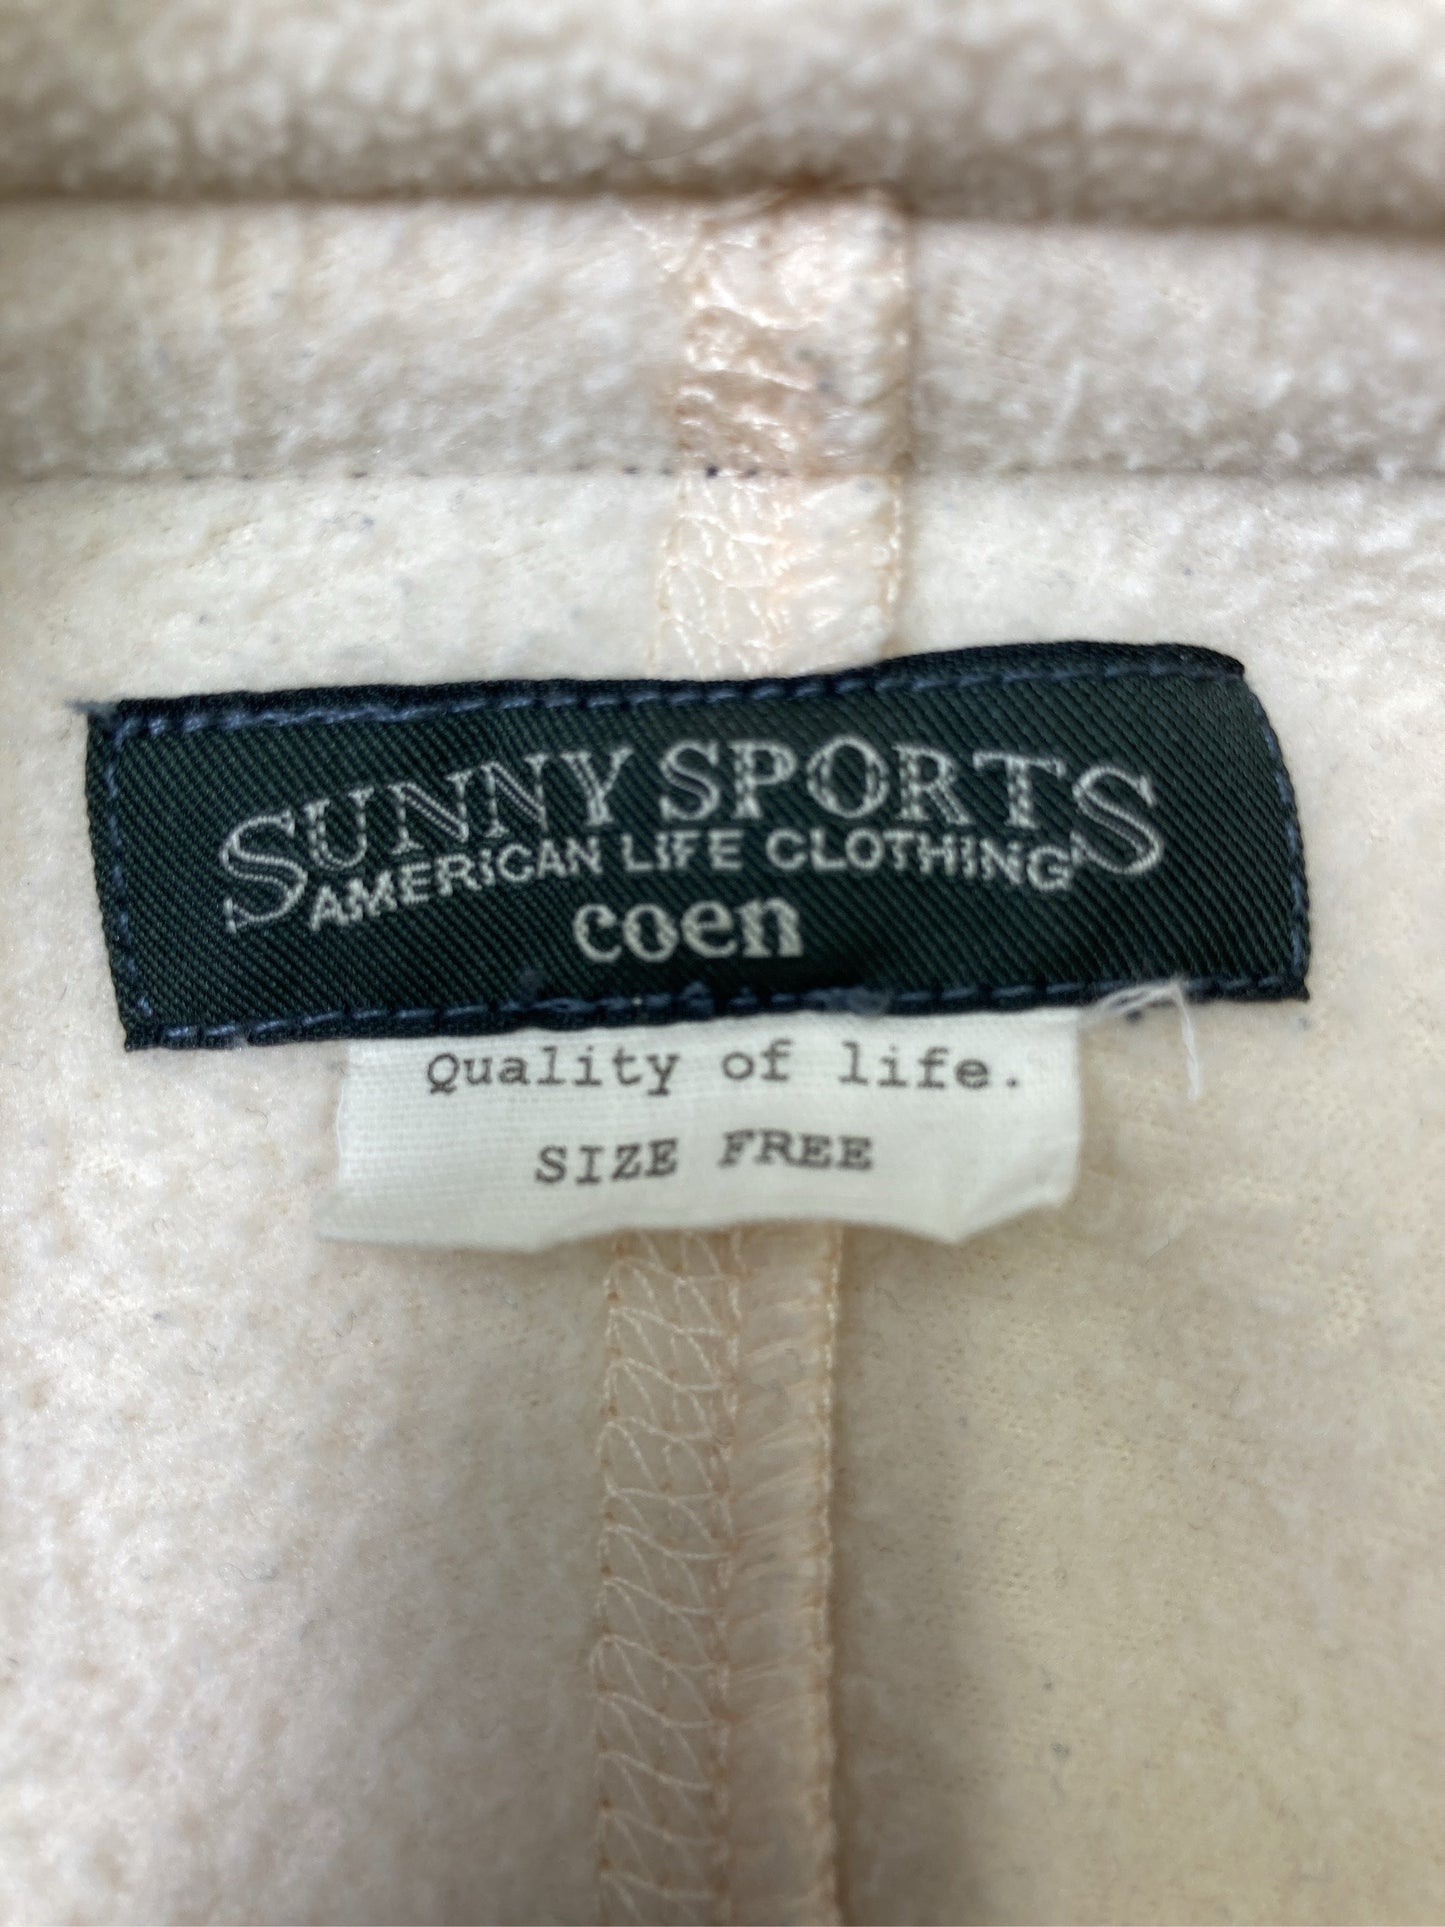 SUNNY SPORTS
AMERICAN LIFE CLOTHING
coen
Quality of life.
SIZE FREE